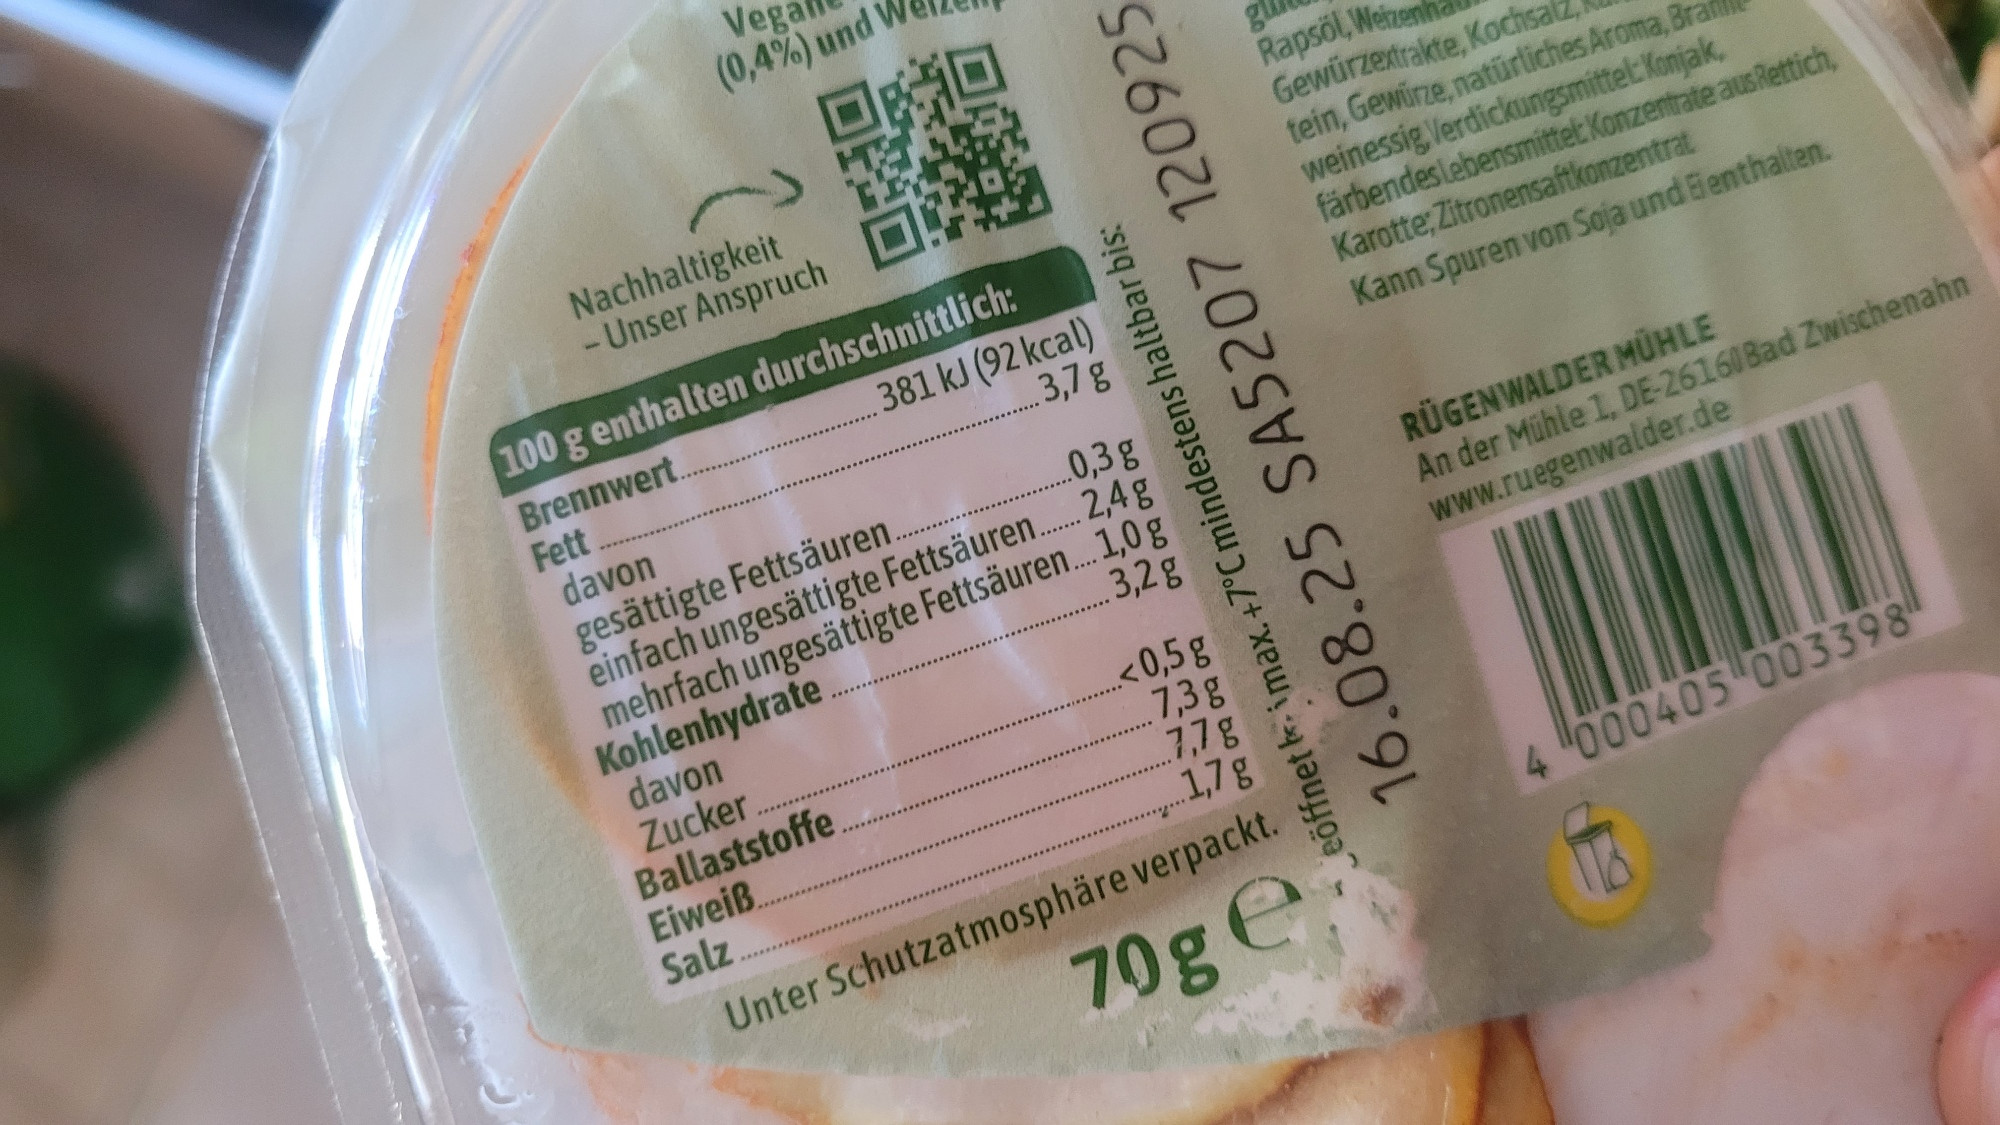 (0,4%) und
Nachhaltigkeit
– Unser Anspruch
100 g enthalten durchschnittlich:
Brennwert 381 kJ (92 kcal)
Fett 3,7 g
davon
gesättigte Fettsäuren 0,3 g
einfach ungesättigte Fettsäuren 2,4 g
mehrfach ungesättigte Fettsäuren 1,0 g
Kohlenhydrate 3,2 g
davon
Zucker <0,5 g
Ballaststoffe 7,3 g
Eiweiß 7,7 g
Salz 1,7 g
Unter Schutzatmosphäre verpackt.
70 g e
max. +7°C mindestens haltbar bis:
16.08.25 SA5207 120925
Rapsöl,
Gewürzextrakte, Kochsalz,
tein, Gewürze, natürliches Aroma,
weinessig, Verdickungsmittel: Konjak,
färbendes Lebensmittel: Konzentrate aus Rettich,
Karotte; Zitronensaftkonzentrat.
Kann Spuren von Soja und Ei enthalten.
RÜGENWALDER MÜHLE
An der Mühle 1, DE-26160 Bad Zwischenahn
www.ruegenwalder.de
4 000405 003398